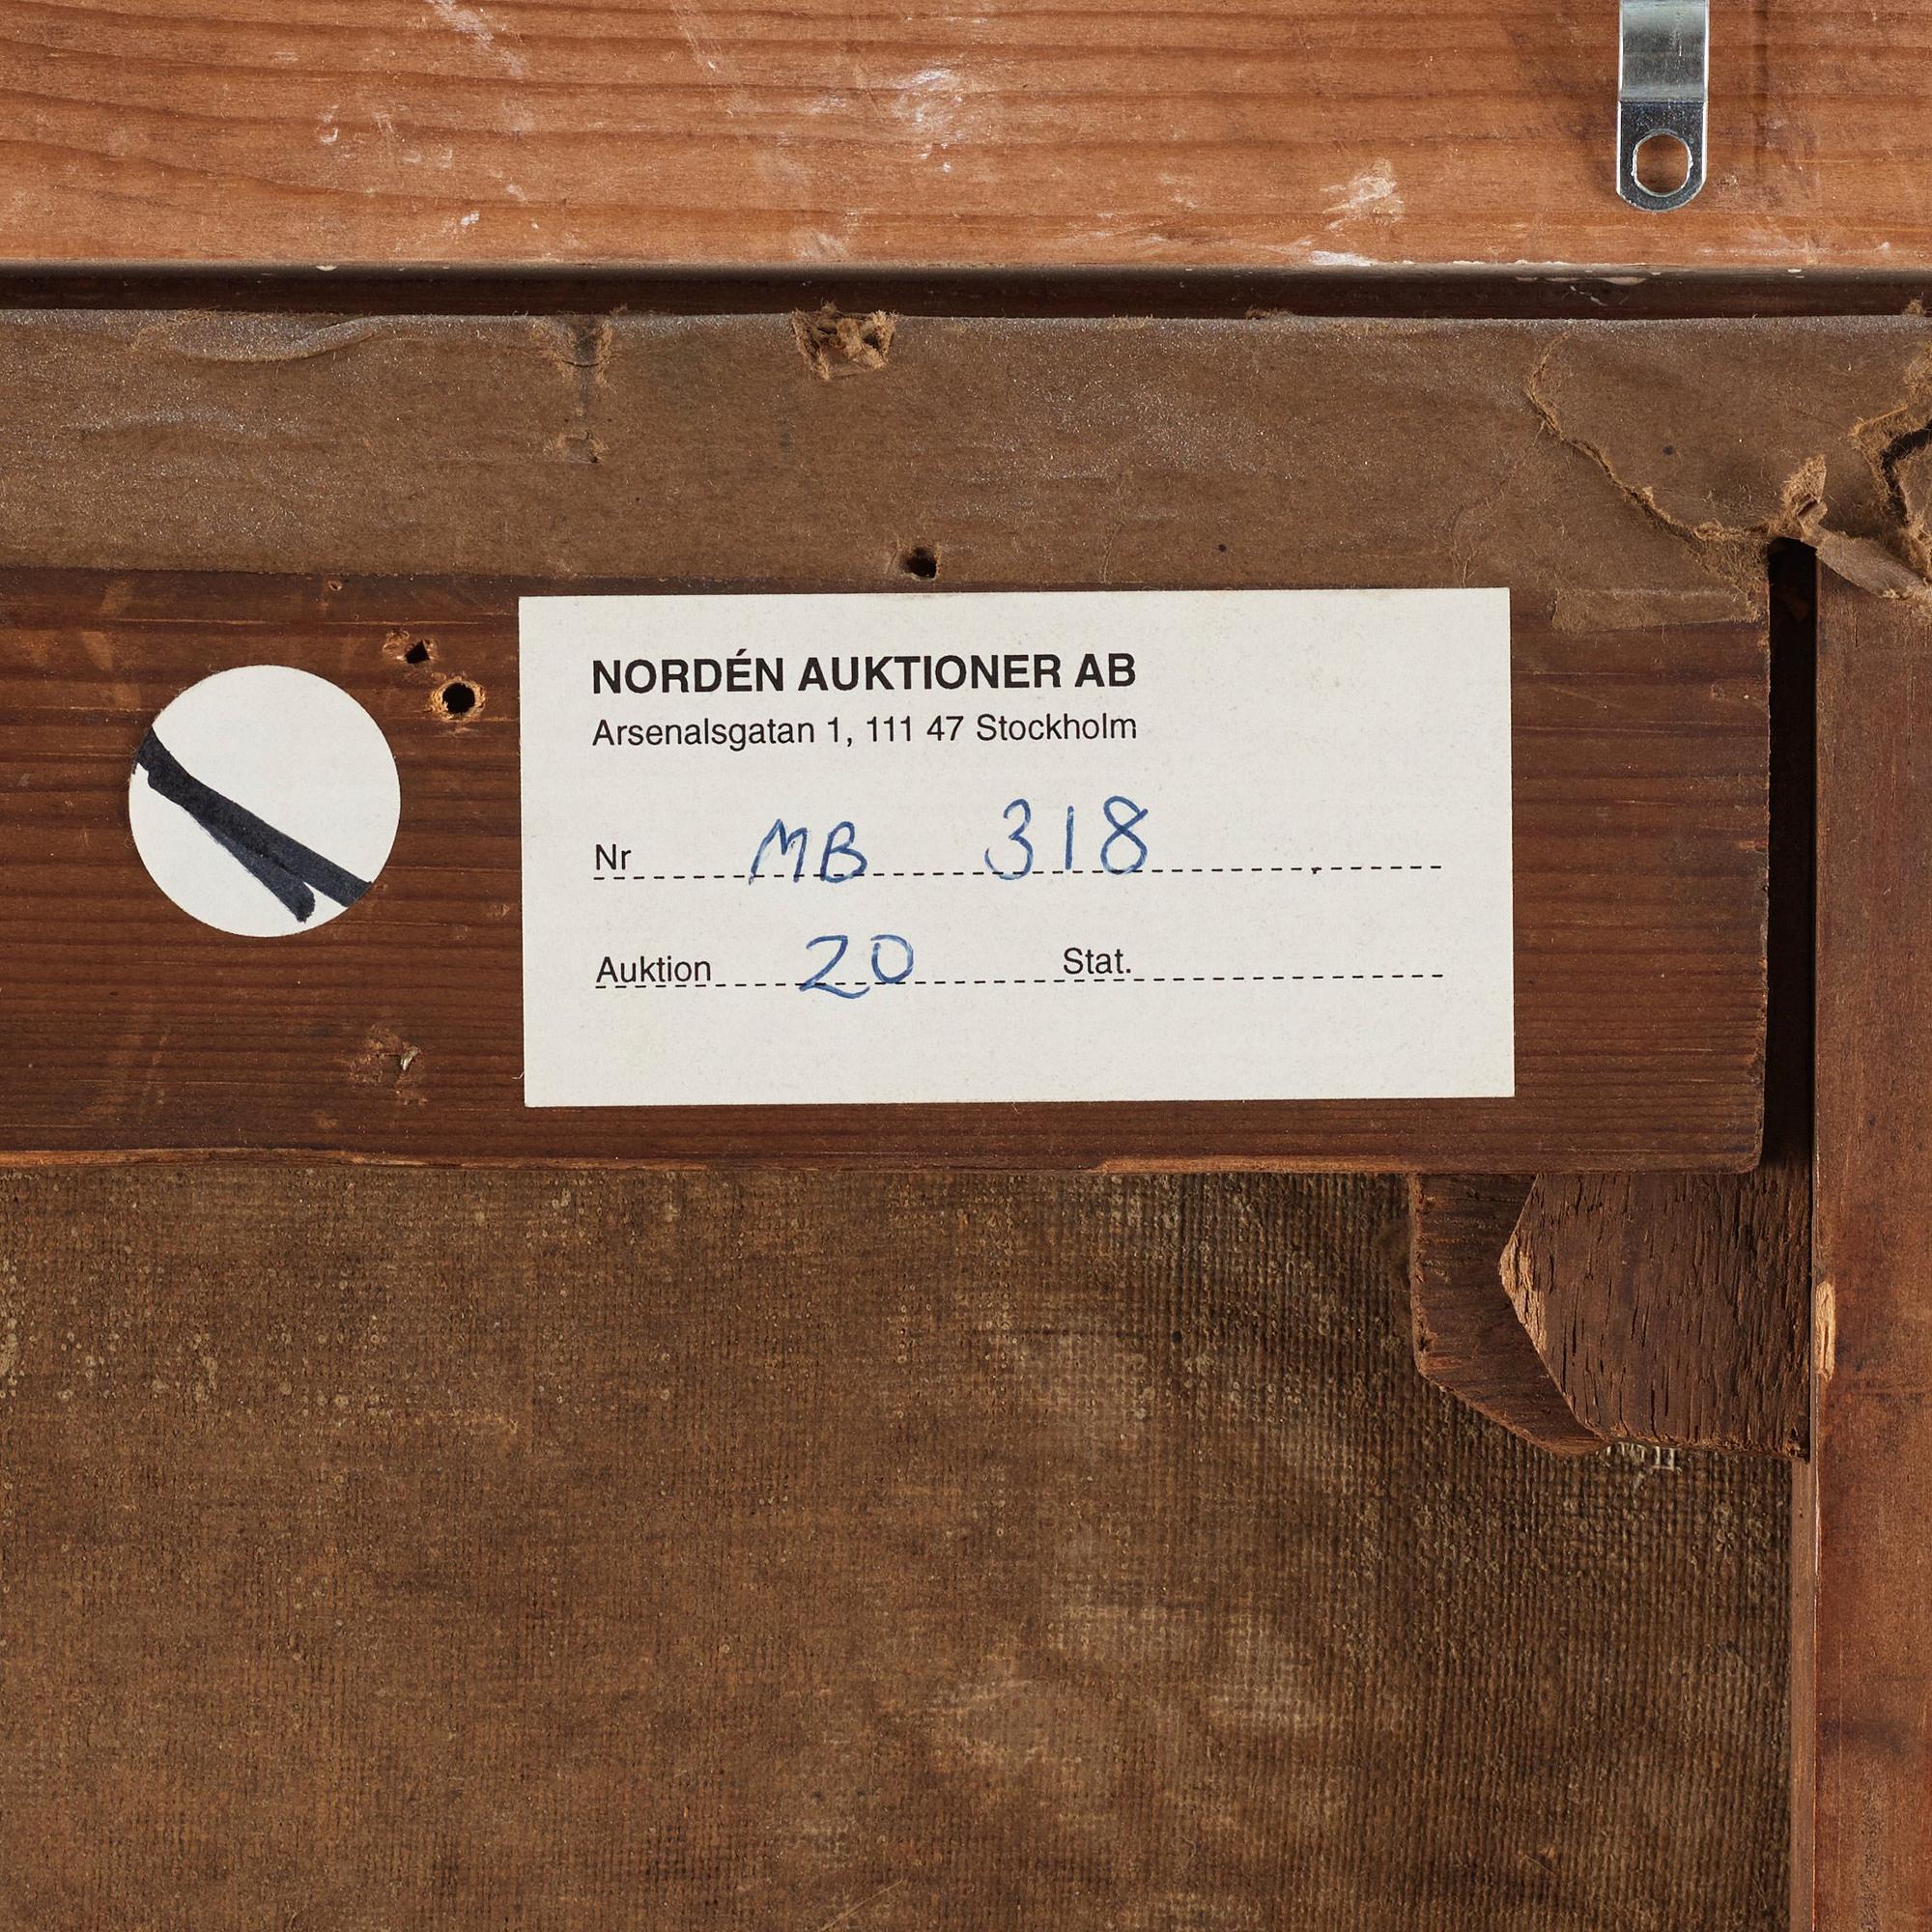 NORDÉN AUKTIONER AB
Arsenalsgatan 1, 111 47 Stockholm
Nr MB 318
Auktion 20 Stat.